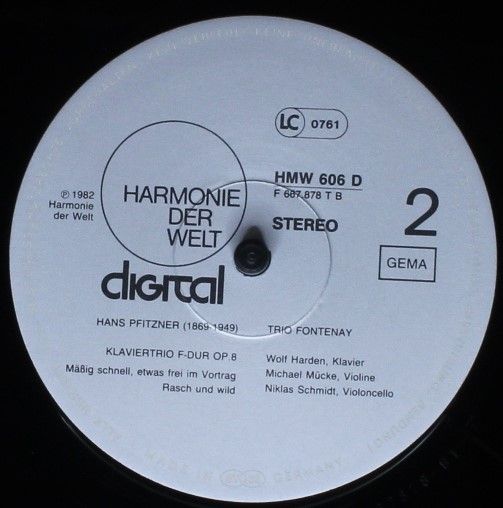 LC 0761
HMW 606 D
F 667.878 T B
STEREO
2
GEMA
℗ 1982
Harmonie
der Welt
HARMONIE
DER
WELT
digital
HANS PFITZNER (1869-1949)
KLAVIERTRIO F-DUR OP.8
Mäßig schnell, etwas frei im Vortrag
Rasch und wild
TRIO FONTENAY
Wolf Harden, Klavier
Michael Mücke, Violine
Niklas Schmidt, Violoncello
MADE IN
GERMANY